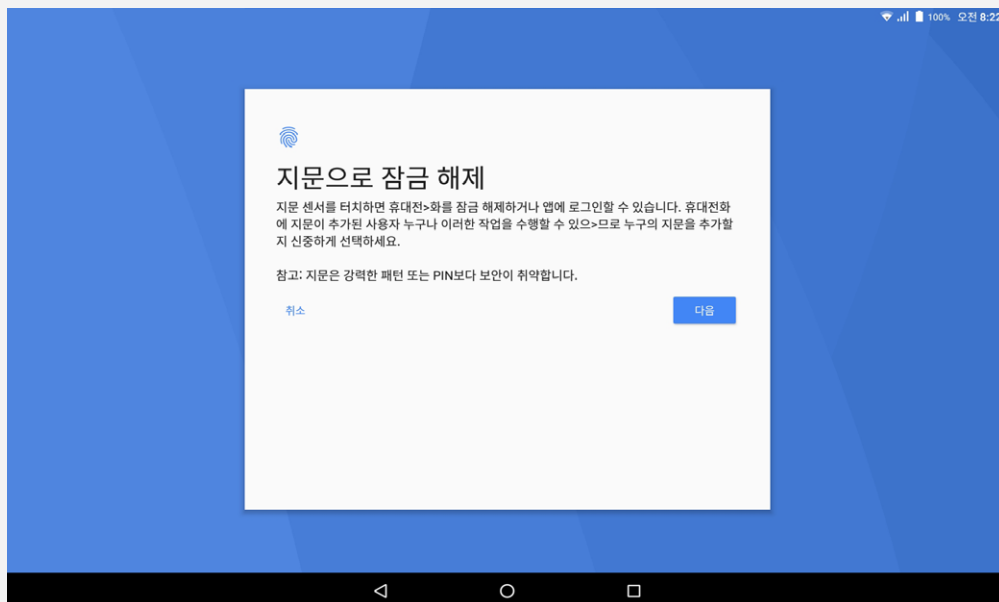 100% 오전 8:22
지문으로 잠금 해제
지문 센서를 터치하면 휴대전>화를 잠금 해제하거나 앱에 로그인할 수 있습니다. 휴대전화
에 지문이 추가된 사용자 누구나 이러한 작업을 수행할 수 있으>므로 누구의 지문을 추가할
지 신중하게 선택하세요.
참고: 지문은 강력한 패턴 또는 PIN보다 보안이 취약합니다.
취소
다음